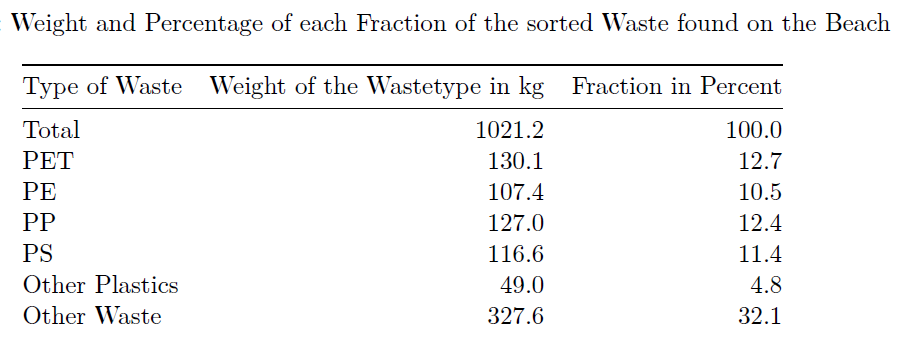 : Weight and Percentage of each Fraction of the sorted Waste found on the Beach
Type of Waste Weight of the Wastetype in kg Fraction in Percent
Total 1021.2 100.0
PET 130.1 12.7
PE 107.4 10.5
PP 127.0 12.4
PS 116.6 11.4
Other Plastics 49.0 4.8
Other Waste 327.6 32.1